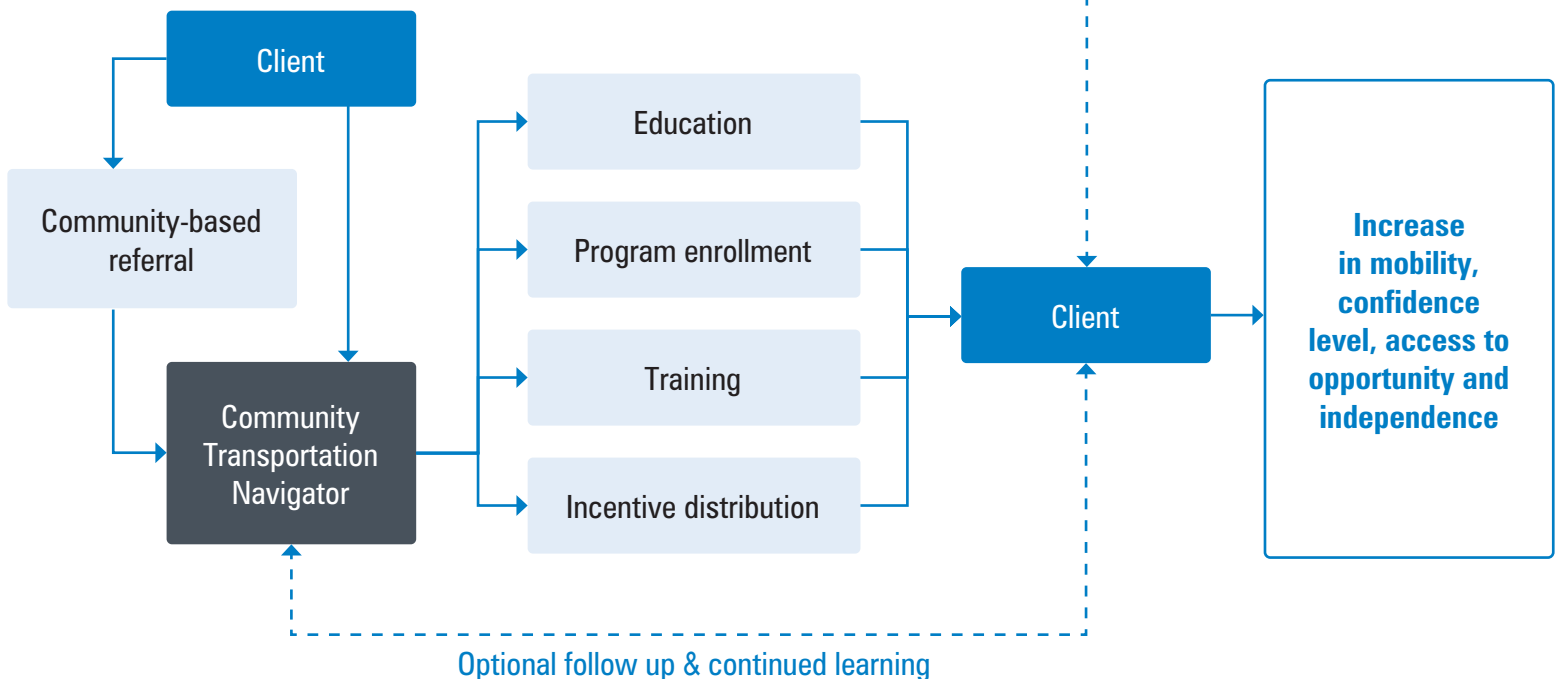 Client
Community-based
referral
Community
Transportation
Navigator
Education
Program enrollment
Training
Incentive distribution
Client
Increase
in mobility,
confidence
level, access to
opportunity and
independence
Optional follow up & continued learning